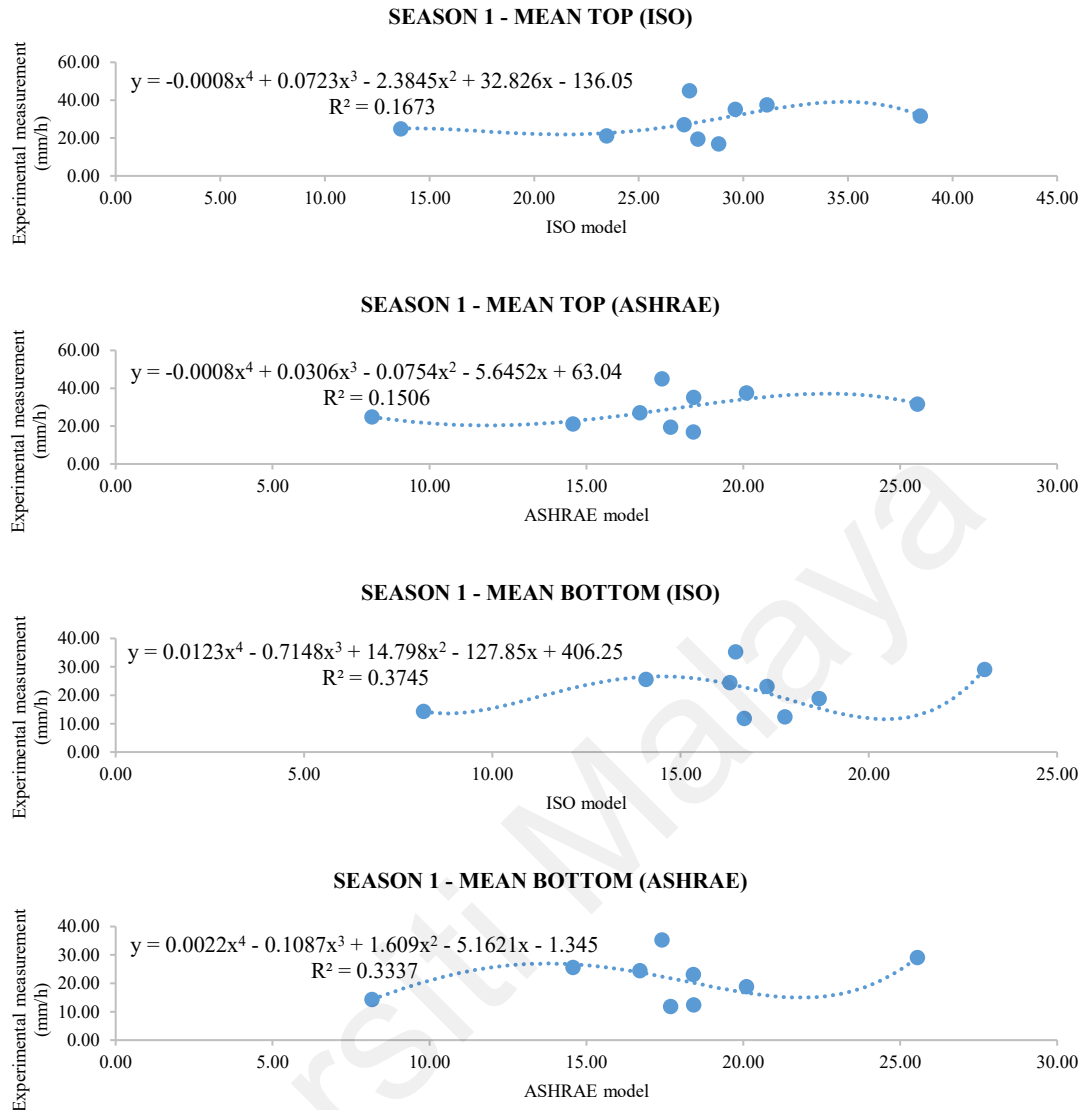 SEASON 1 - MEAN TOP (ISO)
Experimental measurement
(mm/h)
60.00
40.00
20.00
0.00
y = -0.0008x⁴ + 0.0723x³ - 2.3845x² + 32.826x - 136.05
R² = 0.1673
0.00 5.00 10.00 15.00 20.00 25.00 30.00 35.00 40.00 45.00
ISO model
SEASON 1 - MEAN TOP (ASHRAE)
Experimental measurement
(mm/h)
60.00
40.00
20.00
0.00
y = -0.0008x⁴ + 0.0306x³ - 0.0754x² - 5.6452x + 63.04
R² = 0.1506
0.00 5.00 10.00 15.00 20.00 25.00 30.00
ASHRAE model
SEASON 1 - MEAN BOTTOM (ISO)
Experimental measurement
(mm/h)
40.00
30.00
20.00
10.00
0.00
y = 0.0123x⁴ - 0.7148x³ + 14.798x² - 127.85x + 406.25
R² = 0.3745
0.00 5.00 10.00 15.00 20.00 25.00
ISO model
SEASON 1 - MEAN BOTTOM (ASHRAE)
Experimental measurement
(mm/h)
40.00
30.00
20.00
10.00
0.00
y = 0.0022x⁴ - 0.1087x³ + 1.609x² - 5.1621x - 1.345
R² = 0.3337
0.00 5.00 10.00 15.00 20.00 25.00 30.00
ASHRAE model
rsiti Malaya